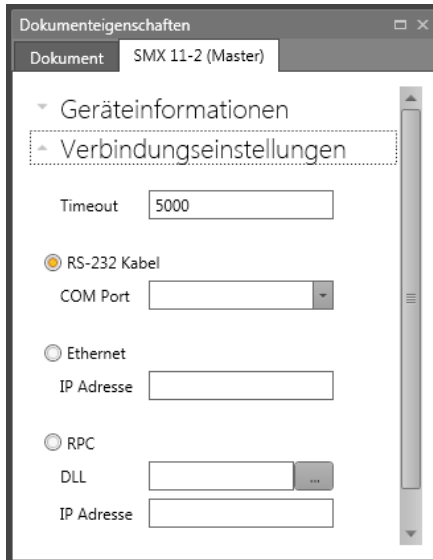 Dokumenteigenschaften
Dokument SMX 11-2 (Master)
Geräteinformationen
Verbindungseinstellungen
Timeout 5000
RS-232 Kabel
COM Port
Ethernet
IP Adresse
RPC
DLL ...
IP Adresse